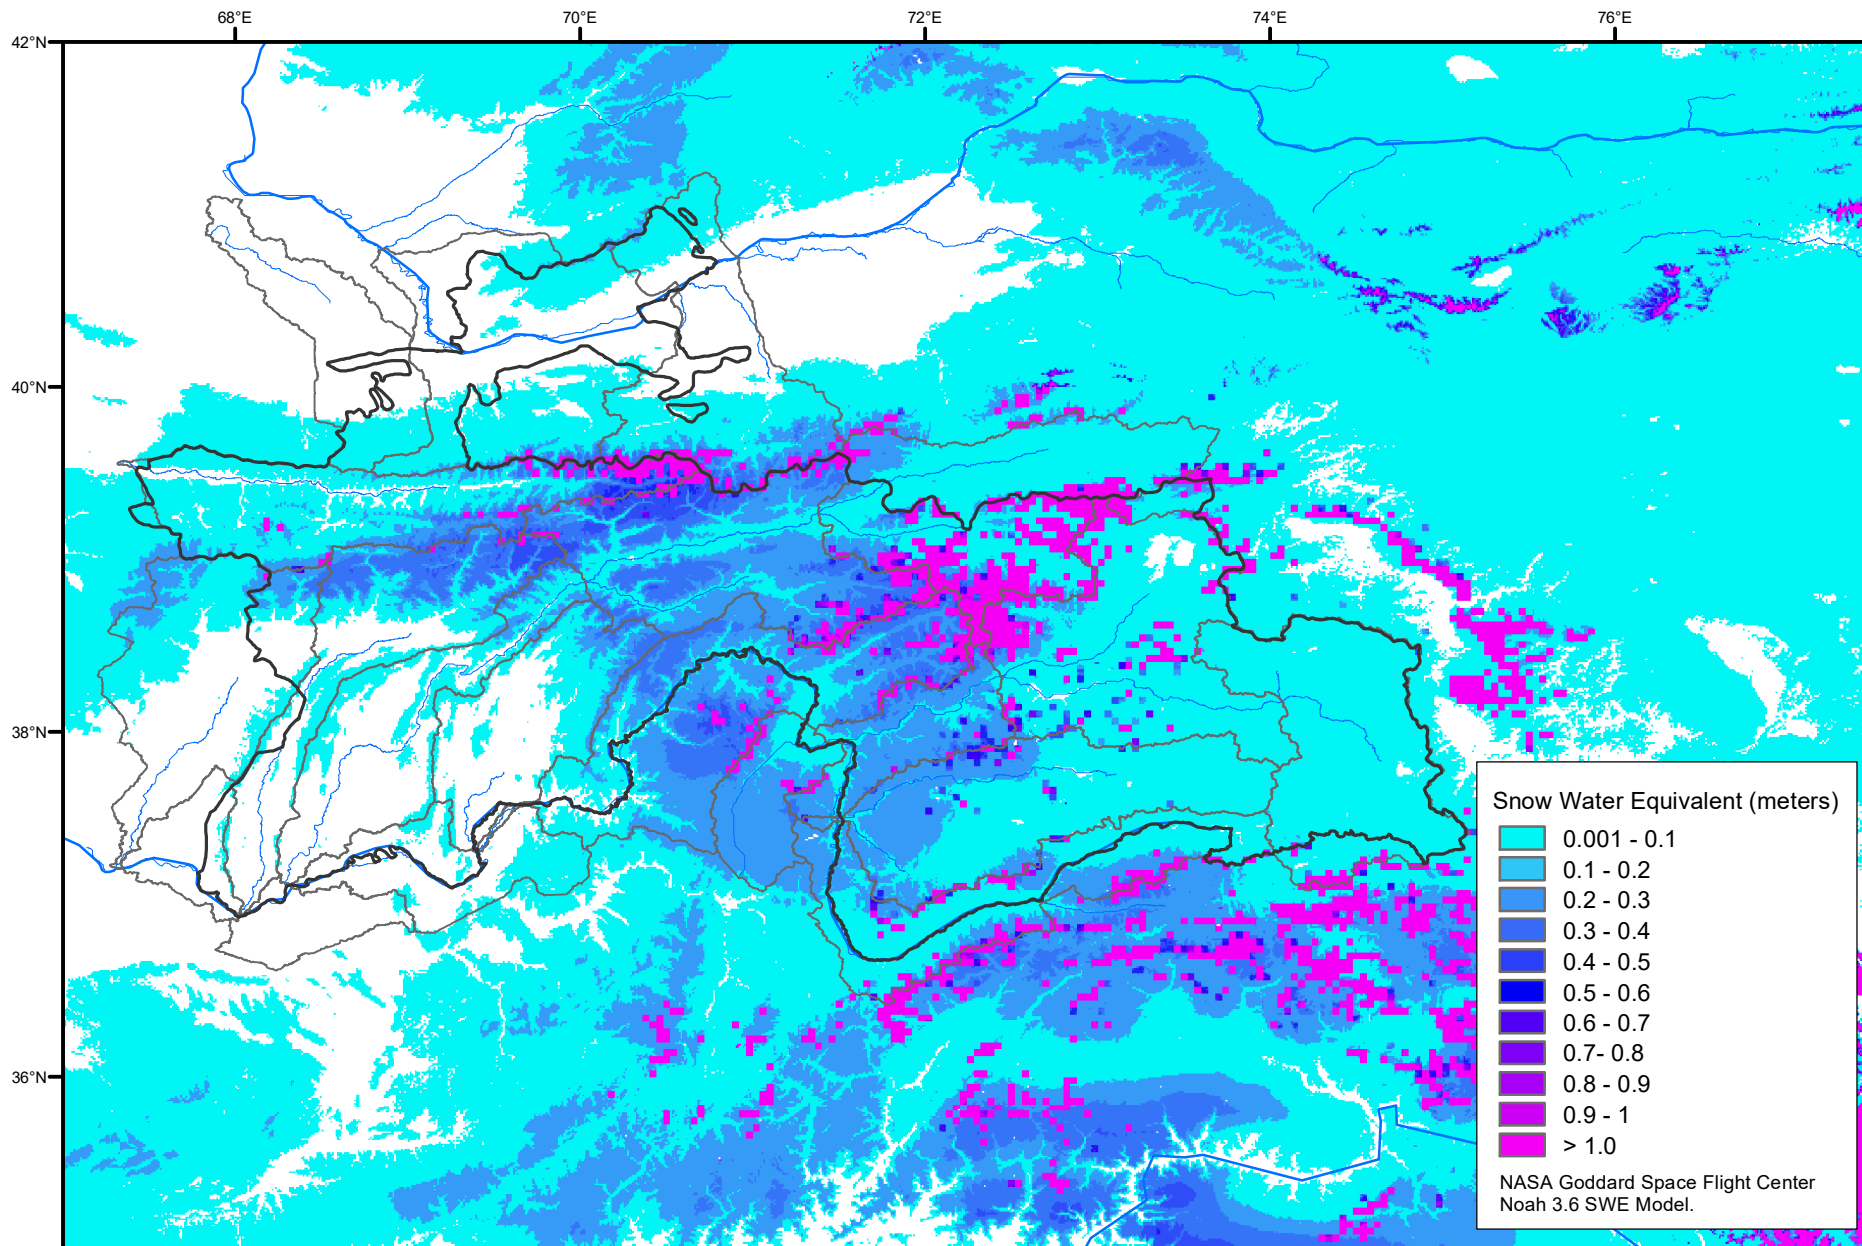 68°E
70°E
72°E
74°E
76°E
42°N
40°N
38°N
36°N
Snow Water Equivalent (meters)
0.001 - 0.1
0.1 - 0.2
0.2 - 0.3
0.3 - 0.4
0.4 - 0.5
0.5 - 0.6
0.6 - 0.7
0.7- 0.8
0.8 - 0.9
0.9 - 1
> 1.0
NASA Goddard Space Flight Center
Noah 3.6 SWE Model.